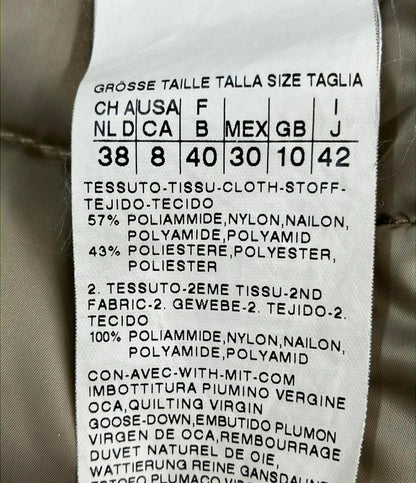 GRÖSSE TAILLE TALLA SIZE TAGLIA
CH A USA F I
NL D CA B MEX GB J
38 8 40 30 10 42
TESSUTO-TISSU-CLOTH-STOFF-
TEJIDO-TECIDO
57% POLIAMMIDE,NYLON,NAILON,
POLYAMIDE,POLYAMID
43% POLIESTERE,POLYESTER,
POLIESTER
2. TESSUTO-2EME TISSU-2ND
FABRIC-2. GEWEBE-2. TEJIDO-2.
TECIDO
100% POLIAMMIDE,NYLON,NAILON,
POLYAMIDE,POLYAMID
CON-AVEC-WITH-MIT-COM
IMBOTTITURA PIUMINO VERGINE
OCA,QUILTING VIRGIN
GOOSE-DOWN,EMBUTIDO PLUMON
VIRGEN DE OCA,REMBOURRAGE
DUVET NATUREL DE OIE,
WATTIERUNG REINE GANSDAUNE
ESTOFO PLUMACO